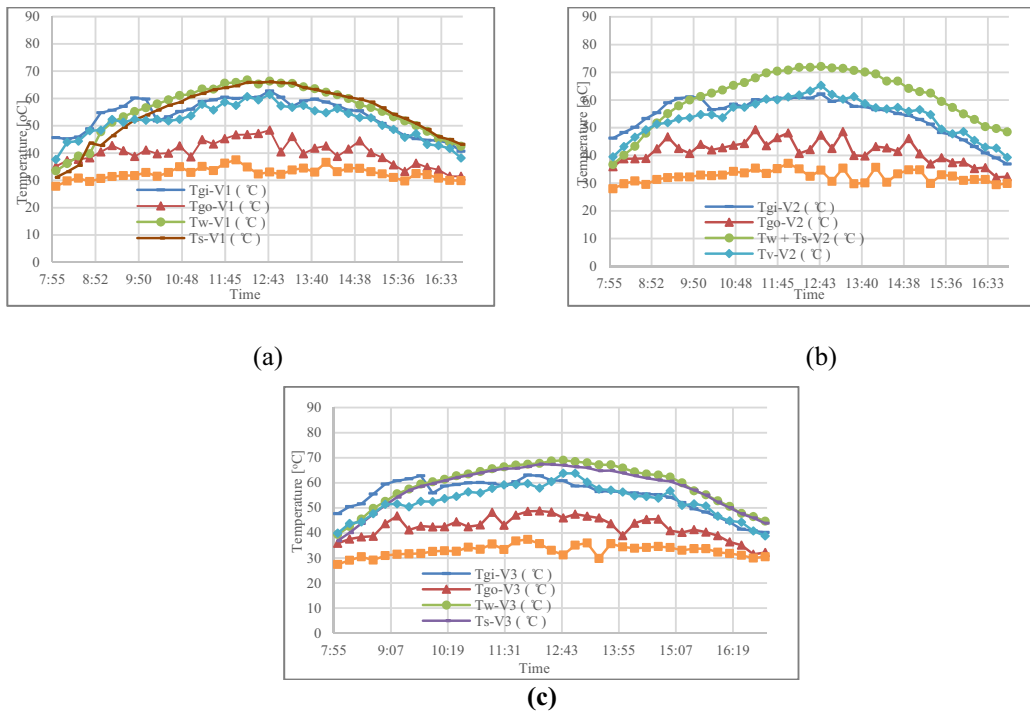 90
80
70
60
50
40
30
20
10
0
Temperature, [oC]
7:55 8:52 9:50 10:48 11:45 12:43 13:40 14:38 15:36 16:33
Time
Tgi-V1 ( ℃ )
Tgo-V1 ( ℃ )
Tw-V1 ( ℃ )
Ts-V1 ( ℃ )
(a)
90
80
70
60
50
40
30
20
10
0
Temperature [oC]
7:55 8:52 9:50 10:48 11:45 12:43 13:40 14:38 15:36 16:33
Time
Tgi-V2 ( ℃ )
Tgo-V2 ( ℃ )
Tw + Ts-V2 ( ℃ )
Tv-V2 ( ℃ )
(b)
90
80
70
60
50
40
30
20
10
0
Temperature [°C]
7:55 9:07 10:19 11:31 12:43 13:55 15:07 16:19
Time
Tgi-V3 ( ℃ )
Tgo-V3 ( ℃ )
Tw-V3 ( ℃ )
Ts-V3 ( ℃ )
(c)